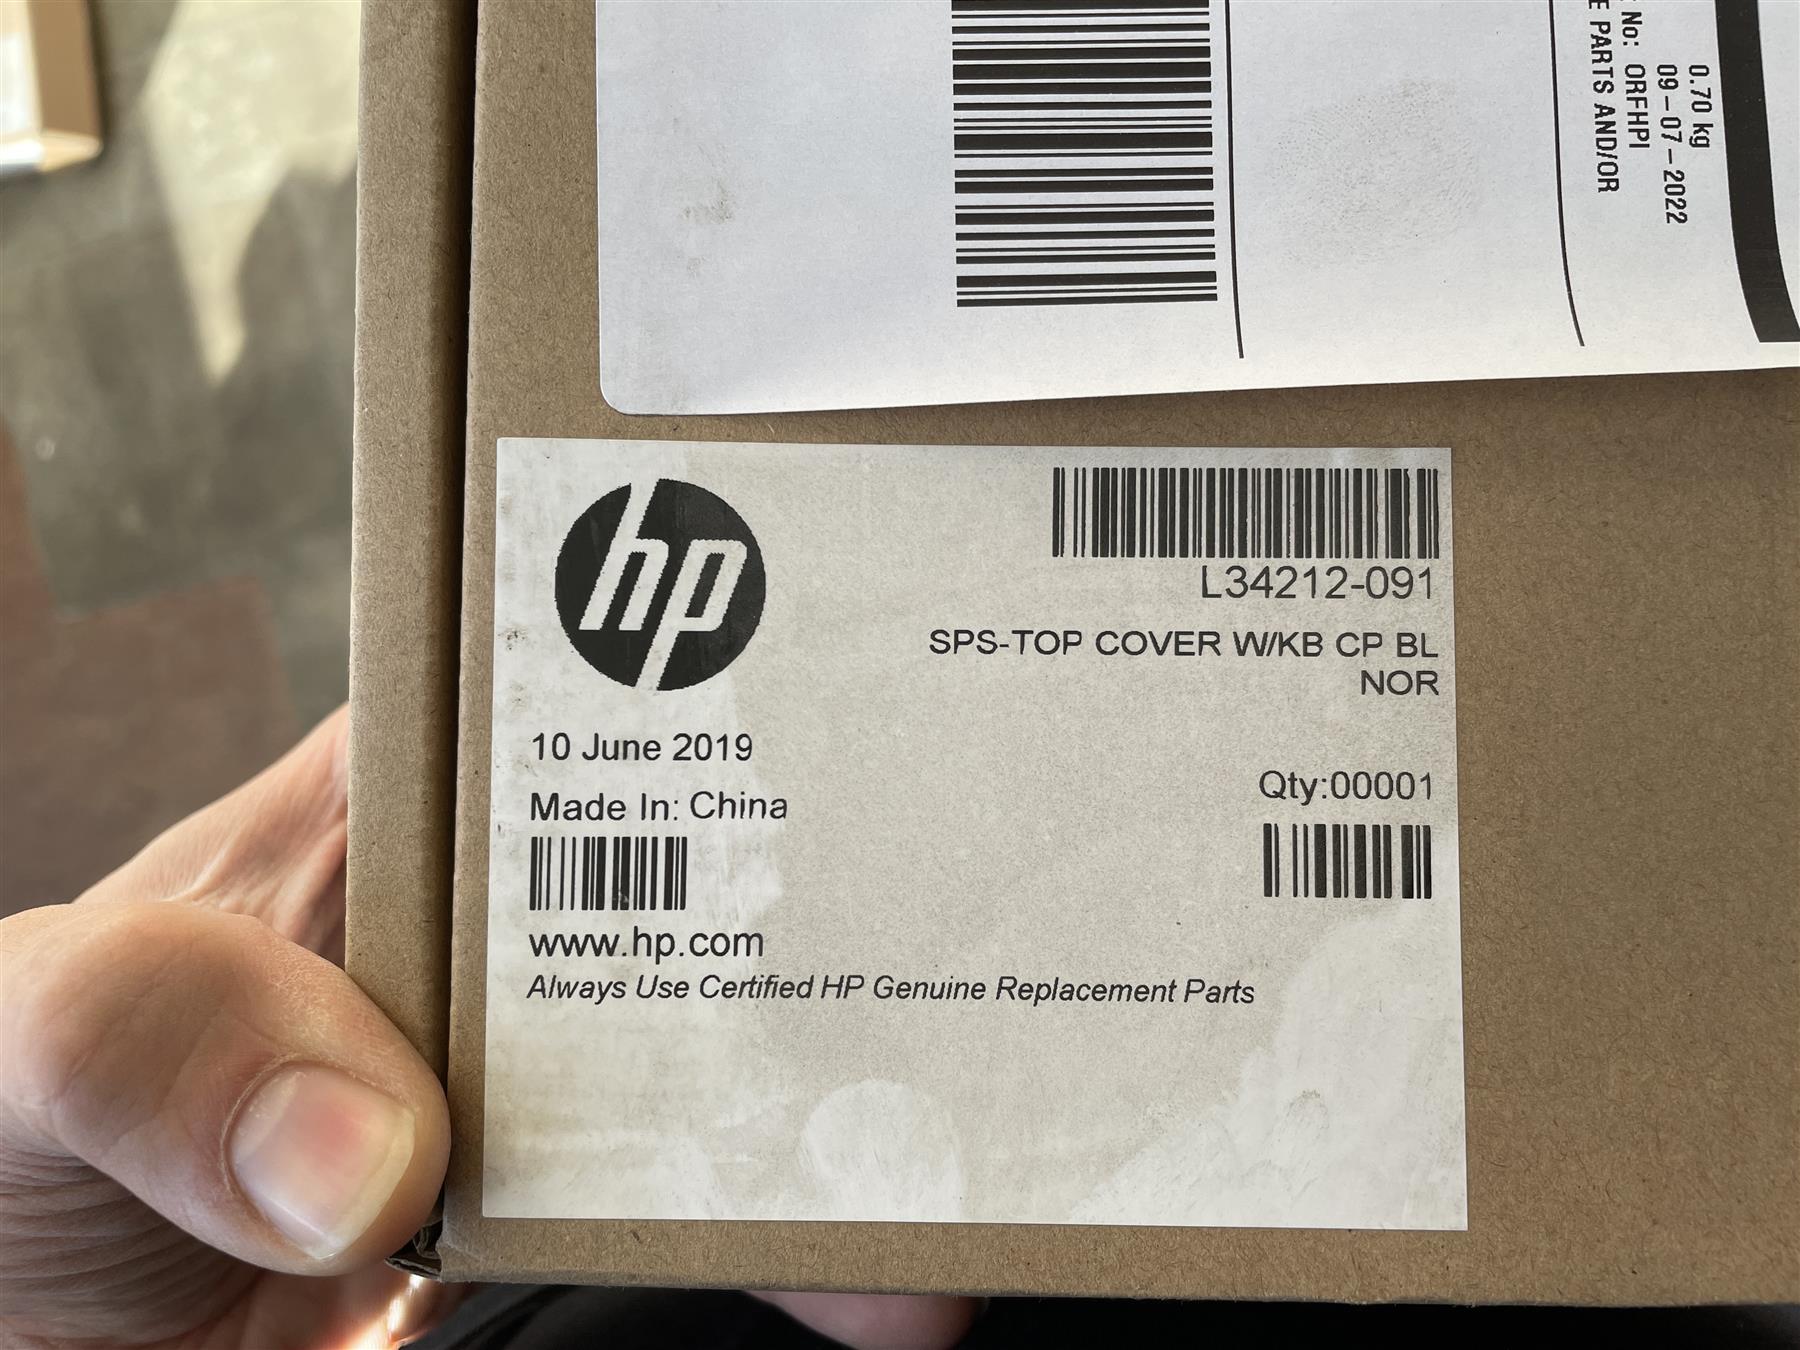 0.70 kg
09-07-2022
No: ORFHPI
PARTS AND/OR
hp
L34212-091
SPS-TOP COVER W/KB CP BL
NOR
10 June 2019
Made In: China
Qty:00001
www.hp.com
Always Use Certified HP Genuine Replacement Parts